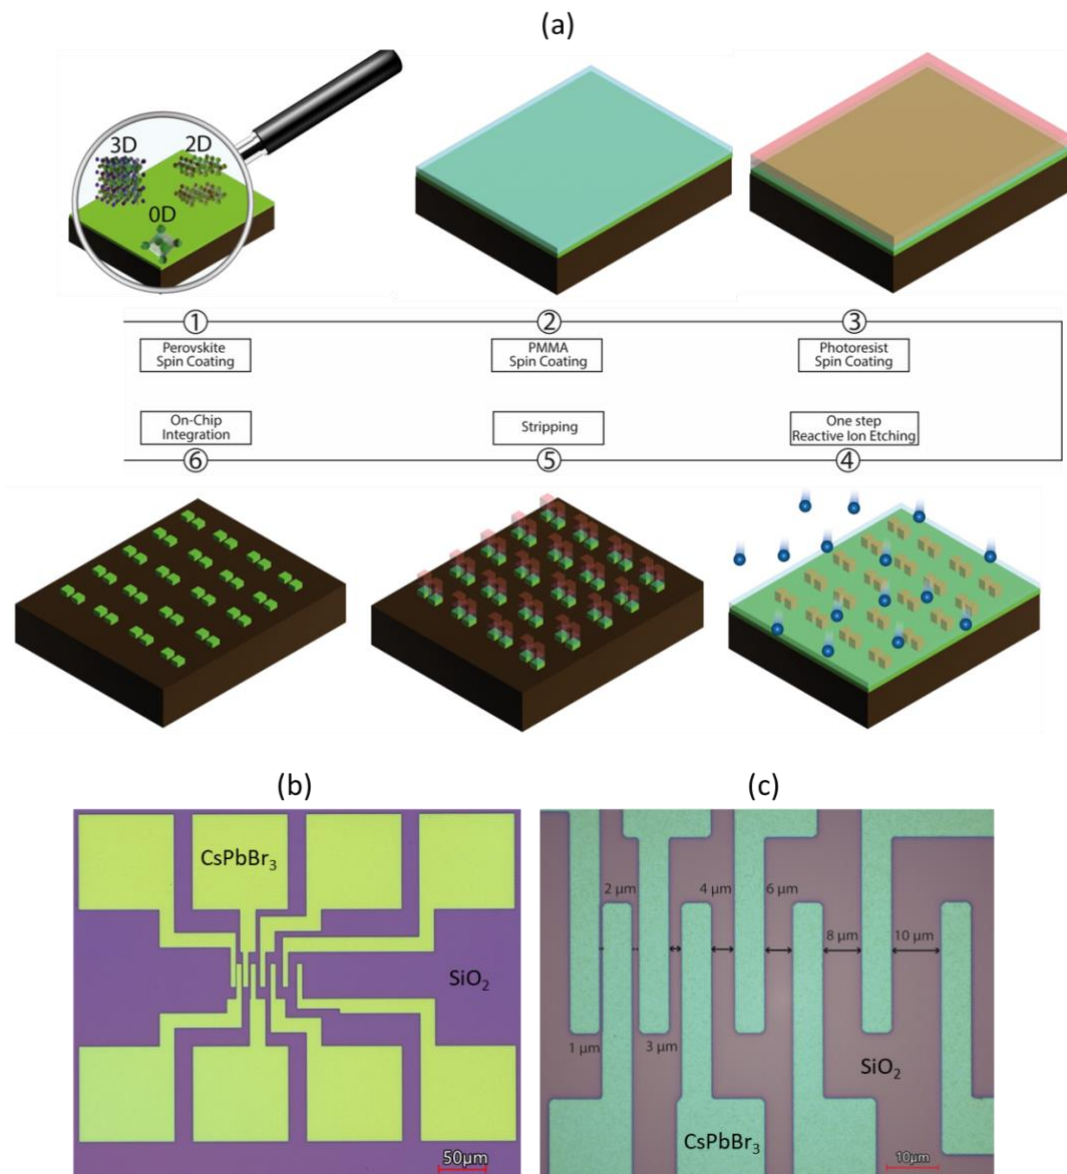 (a)
3D
2D
0D
1
2
3
Perovskite
Spin Coating
PMMA
Spin Coating
Photoresist
Spin Coating
On-Chip
Integration
Stripping
One step
Reactive Ion Etching
6
5
4
(b)
(c)
CsPbBr₃
SiO₂
50µm
2 µm
4 µm
6 µm
8 µm
10 µm
1 µm
3 µm
SiO₂
CsPbBr₃
10µm